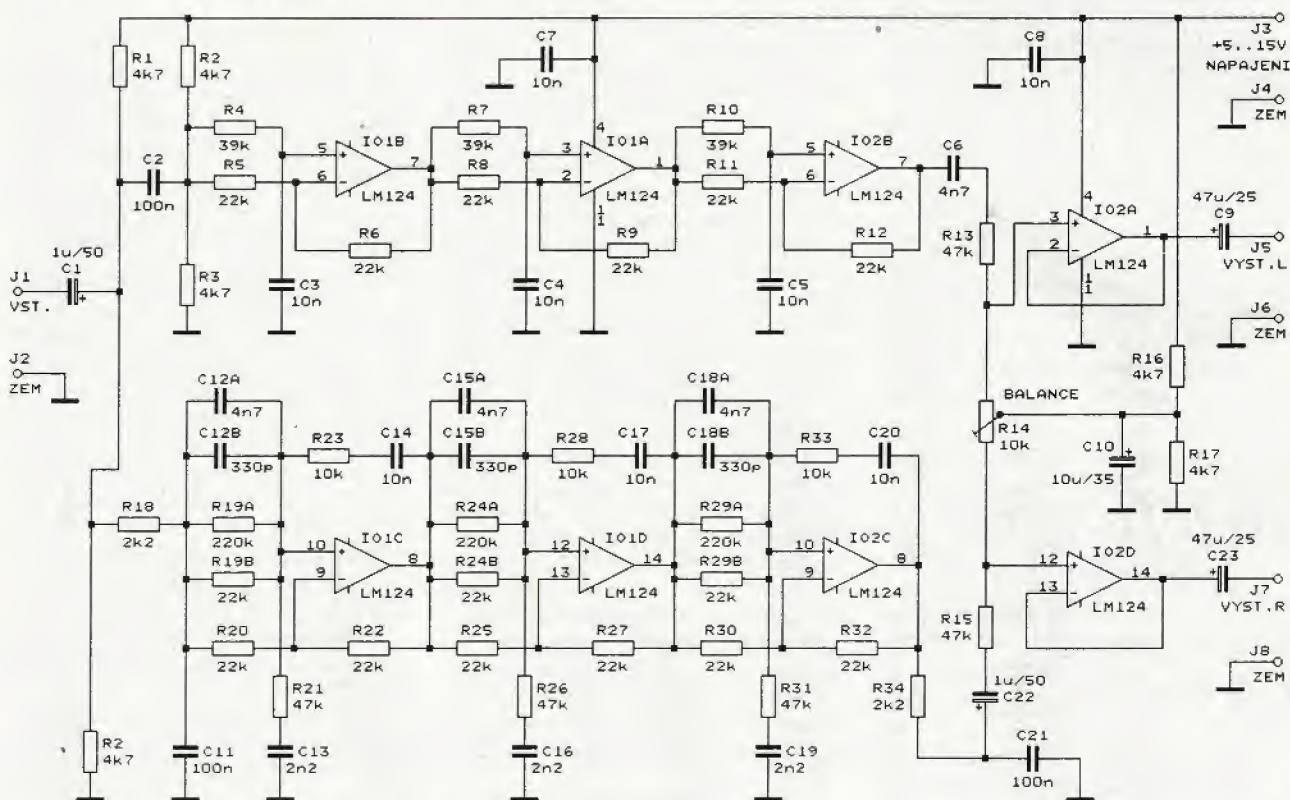 R1
4k7
R2
4k7
C7
10n
C8
10n
J3
+5..15V
NAPAJENI
J4
ZEM
R4
39k
IO1B
5
+
6
-
7
LM124
R7
39k
4
IO1A
3
+
2
-
1
LM124
1
1
R10
39k
IO2B
5
+
6
-
7
LM124
C6
4n7
C2
100n
R5
22k
R8
22k
R11
22k
R6
22k
R9
22k
R12
22k
R13
47k
4
IO2A
3
+
2
-
1
LM124
1
1
47u/25
C9
+
J5
VYST.L
J1
VST.
1u/50
C1
+
R3
4k7
C3
10n
C4
10n
C5
10n
J6
ZEM
J2
ZEM
C12A
4n7
C12B
330p
R23
10k
C14
10n
C15A
4n7
C15B
330p
R28
10k
C17
10n
C18A
4n7
C18B
330p
R33
10k
C20
10n
BALANCE
R14
10k
C10
+
10u/35
R16
4k7
R17
4k7
R18
2k2
R19A
220k
R19B
22k
R20
22k
IO1C
10
+
9
-
8
LM124
R22
22k
R24A
220k
R24B
22k
R25
22k
IO1D
12
+
13
-
14
LM124
R27
22k
R29A
220k
R29B
22k
R30
22k
IO2C
10
+
9
-
8
LM124
R32
22k
R15
47k
IO2D
12
+
13
-
14
LM124
47u/25
C23
+
J7
VYST.R
J8
ZEM
R2
4k7
C11
100n
R21
47k
C13
2n2
R26
47k
C16
2n2
R31
47k
C19
2n2
R34
2k2
1u/50
C22
+
C21
100n